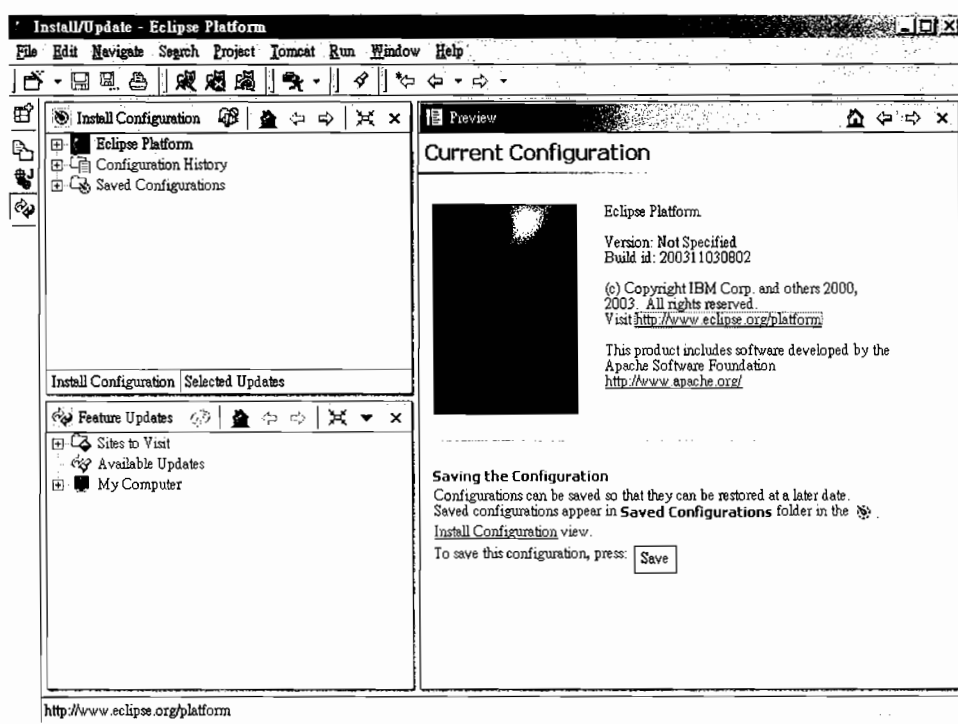 Install/Update - Eclipse Platform
File Edit Navigate Search Project Tomcat Run Window Help
Install Configuration
Eclipse Platform
Configuration History
Saved Configurations
Install Configuration Selected Updates
Feature Updates
Sites to Visit
Available Updates
My Computer
Preview
Current Configuration
Eclipse Platform
Version: Not Specified
Build id: 200311030802
(c) Copyright IBM Corp. and others 2000,
2003. All rights reserved.
Visit http://www.eclipse.org/platform
This product includes software developed by the
Apache Software Foundation
http://www.apache.org/
Saving the Configuration
Configurations can be saved so that they can be restored at a later date.
Saved configurations appear in Saved Configurations folder in the .
Install Configuration view.
To save this configuration, press: Save
http://www.eclipse.org/platform